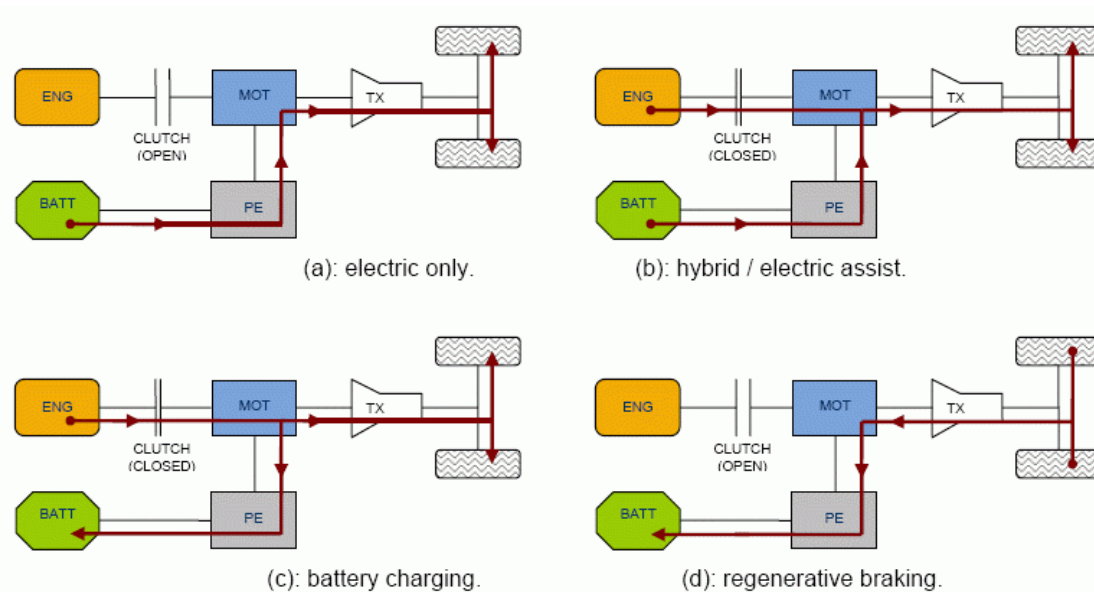 ENG
MOT
TX
CLUTCH
(OPEN)
BATT
PE
(a): electric only.
ENG
MOT
TX
CLUTCH
(CLOSED)
BATT
PE
(b): hybrid / electric assist.
ENG
MOT
TX
CLUTCH
(CLOSED)
BATT
PE
(c): battery charging.
ENG
MOT
TX
CLUTCH
(OPEN)
BATT
PE
(d): regenerative braking.